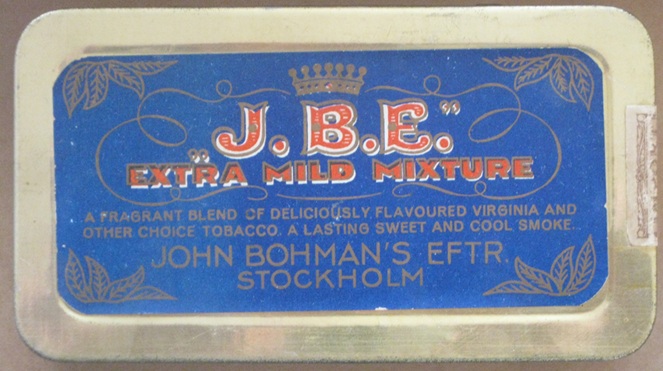 „J.B.E.”
EXTRA MILD MIXTURE
A FRAGRANT BLEND OF DELICIOUSLY FLAVOURED VIRGINIA AND
OTHER CHOICE TOBACCO. A LASTING SWEET AND COOL SMOKE.
JOHN BOHMAN'S EFTR.
STOCKHOLM